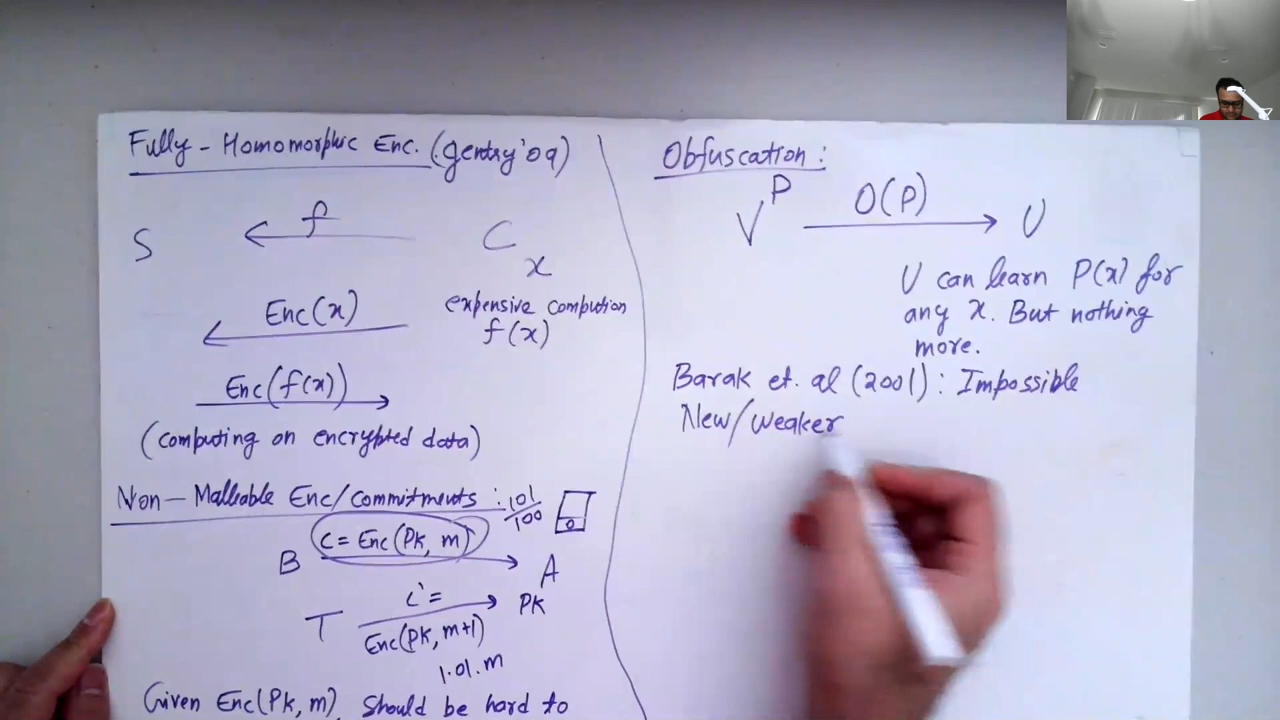 Fully - Homomorphic Enc. (Gentry'09)
S f C
x
Enc(x) expensive compution
f(x)
Enc(f(x))
(computing on encrypted data)
Non-Malleable Enc/commitments : 101/100
B c = Enc(PK, m) A
T c' = PK
Enc(PK, m+1)
1.01.m
Given Enc(PK, m), should be hard to
Obfuscation :
V P O(P) U
U can learn P(x) for
any x. But nothing
more.
Barak et. al (2001) : Impossible
New/Weaker